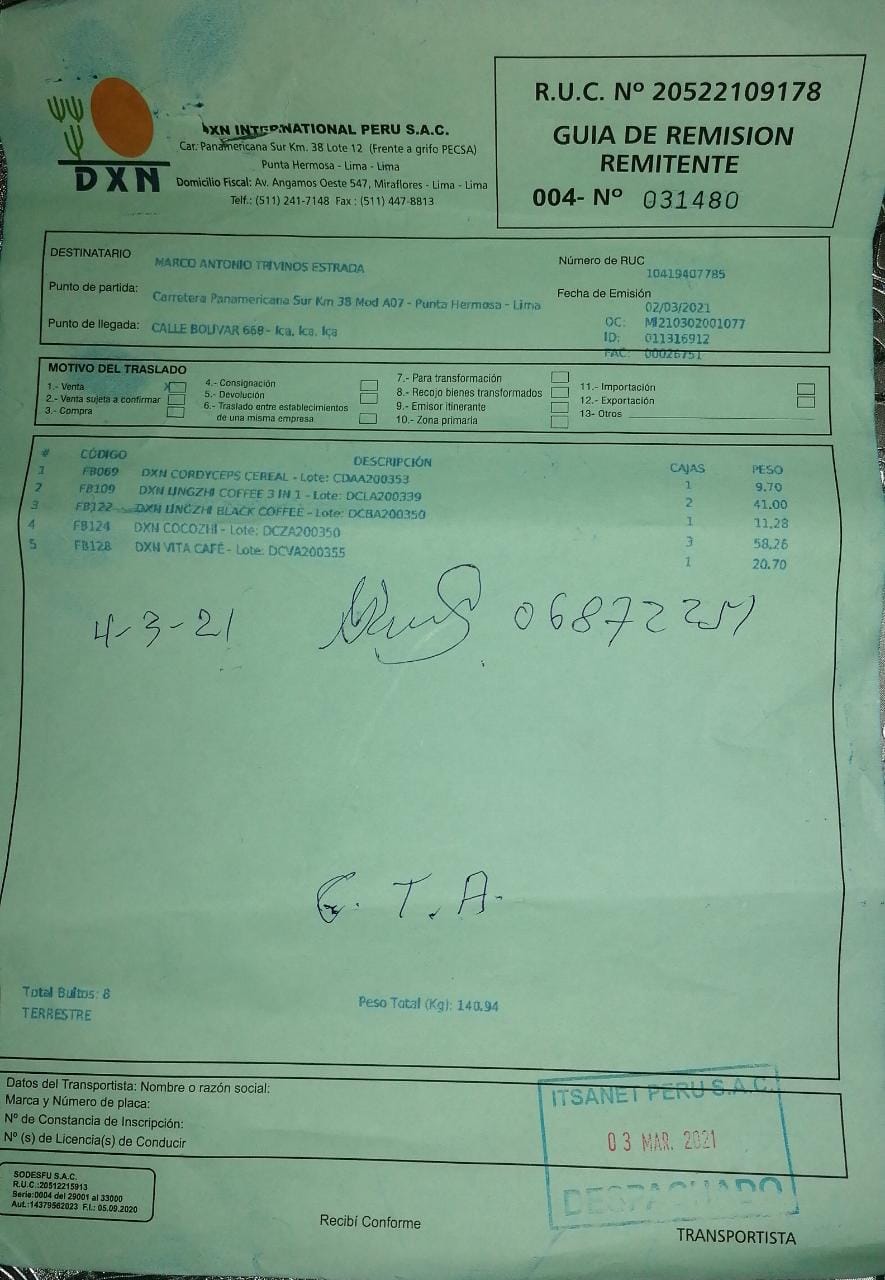 R.U.C. Nº 20522109178
GUIA DE REMISION
REMITENTE
004- Nº 031480
DXN
DXN INTERNATIONAL PERU S.A.C.
Car. Panamericana Sur Km. 38 Lote 12 (Frente a grifo PECSA)
Punta Hermosa - Lima - Lima
Domicilio Fiscal: Av. Angamos Oeste 547, Miraflores - Lima - Lima
Telf.: (511) 241-7148 Fax : (511) 447-8813
DESTINATARIO MARCO ANTONIO TRIVINOS ESTRADA
Número de RUC 10419407785
Punto de partida: Carretera Panamericana Sur Km 38 Mod A07 - Punta Hermosa - Lima
Fecha de Emisión 02/03/2021
Punto de llegada: CALLE BOLIVAR 668 - Ica, Ica, Ica
OC: MI210302001077
ID: 011316912
FAC: 00026751
MOTIVO DEL TRASLADO
1.- Venta X
2.- Venta sujeta a confirmar
3.- Compra
4.- Consignación
5.- Devolución
6.- Traslado entre establecimientos
de una misma empresa
7.- Para transformación
8.- Recojo bienes transformados
9.- Emisor itinerante
10.- Zona primaria
11.- Importación
12.- Exportación
13- Otros
# CÓDIGO DESCRIPCIÓN CAJAS PESO
1 FB069 DXN CORDYCEPS CEREAL - Lote: CDAA200353 1 9.70
2 FB109 DXN LINGZHI COFFEE 3 IN 1 - Lote: DCLA200339 2 41.00
3 FB122 DXN LINGZHI BLACK COFFEE - Lote: DCBA200350 1 11.28
4 FB124 DXN COCOZHI - Lote: DCZA200350 3 58.26
5 FB128 DXN VITA CAFÉ - Lote: DCVA200355 1 20.70
4-3-21
G. T. A.
Total Bultos: 8
TERRESTRE
Peso Total (Kg): 140.94
Datos del Transportista: Nombre o razón social:
Marca y Número de placa:
Nº de Constancia de Inscripción:
Nº (s) de Licencia(s) de Conducir
ITSANET PERU S.A.C.
03 MAR. 2021
DESPACHADO
SODESFU S.A.C.
R.U.C.:20512215913
Serie:0004 del 29001 al 33000
Aut.:14379562023 F.I.: 05.09.2020
Recibí Conforme
TRANSPORTISTA